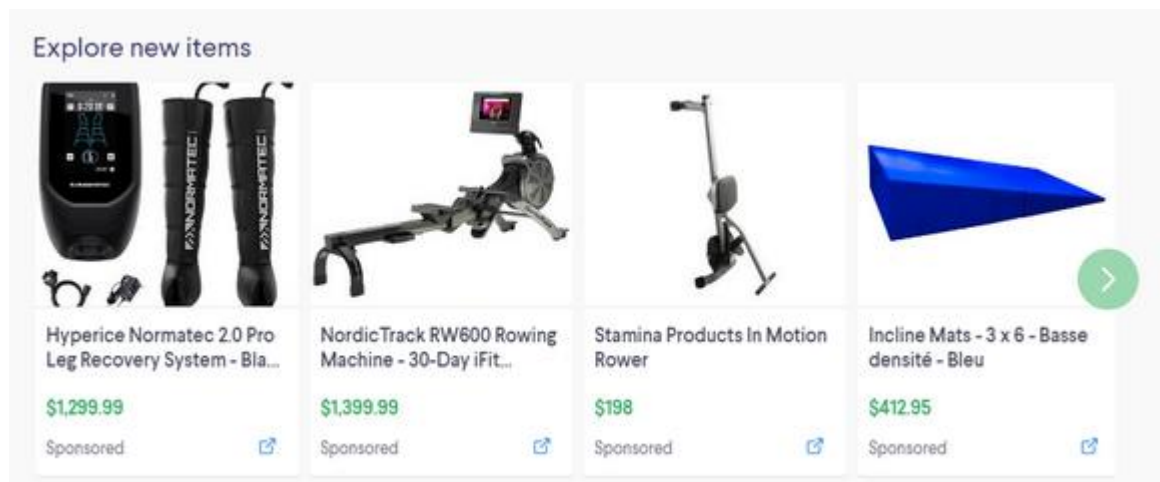 Explore new items
NORMATEC
NORMATEC
Hyperice Normatec 2.0 Pro
Leg Recovery System - Bla...
$1,299.99
Sponsored
NordicTrack RW600 Rowing
Machine - 30-Day iFit...
$1,399.99
Sponsored
Stamina Products In Motion
Rower
$198
Sponsored
Incline Mats - 3 x 6 - Basse
densité - Bleu
$412.95
Sponsored